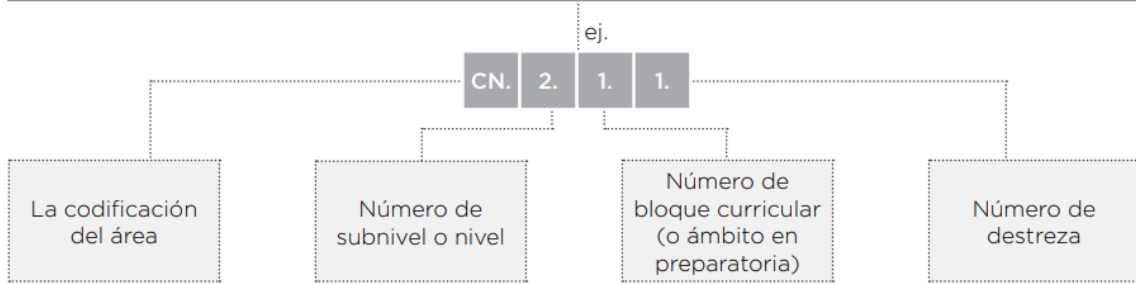 ej.
CN. 2. 1. 1.
La codificación
del área
Número de
subnivel o nivel
Número de
bloque curricular
(o ámbito en
preparatoria)
Número de
destreza